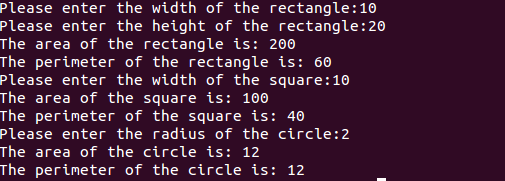 Please enter the width of the rectangle:10
Please enter the height of the rectangle:20
The area of the rectangle is: 200
The perimeter of the rectangle is: 60
Please enter the width of the square:10
The area of the square is: 100
The perimeter of the square is: 40
Please enter the radius of the circle:2
The area of the circle is: 12
The perimeter of the circle is: 12